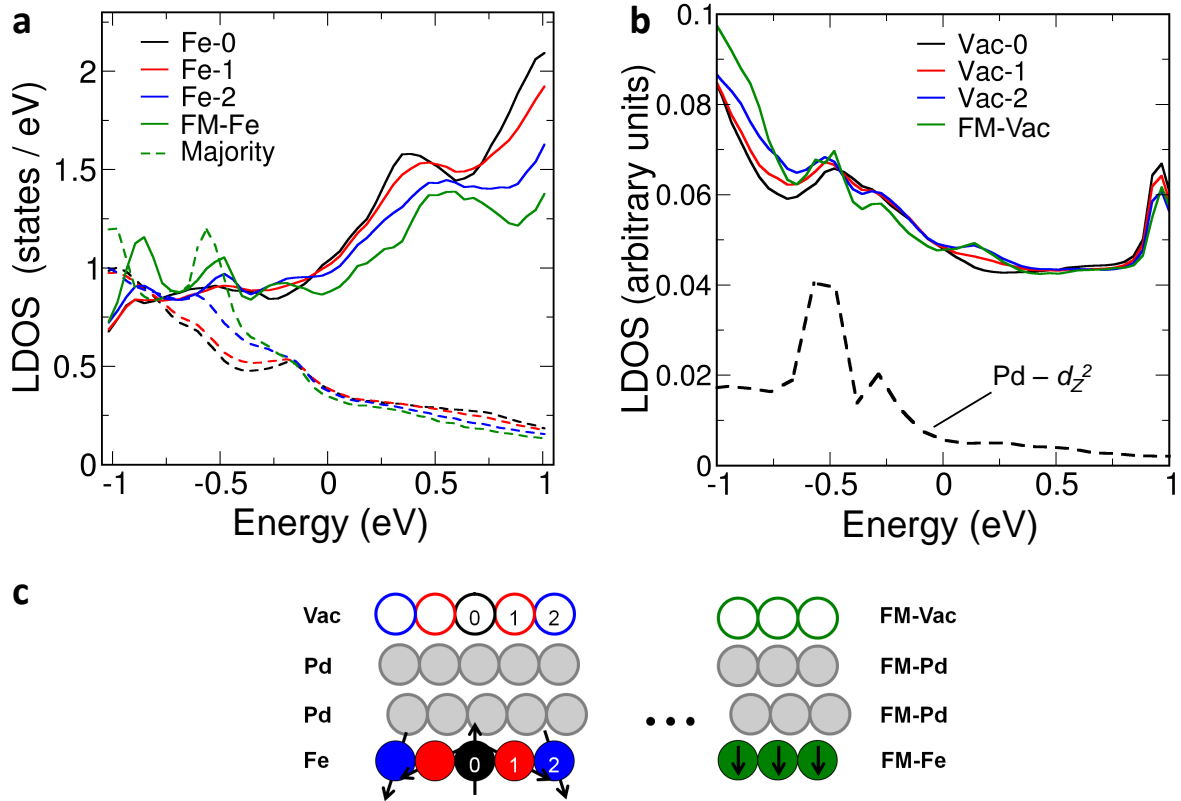 a
Fe-0
Fe-1
Fe-2
FM-Fe
Majority
2
1.5
1
0.5
0
LDOS (states / eV)
-1 -0.5 0 0.5 1
Energy (eV)
b
Vac-0
Vac-1
Vac-2
FM-Vac
0.1
0.08
0.06
0.04
0.02
0
LDOS (arbitrary units)
Pd – dZ²
-1 -0.5 0 0.5 1
Energy (eV)
c
Vac 0 1 2 FM-Vac
Pd FM-Pd
Pd ... FM-Pd
Fe 0 1 2 FM-Fe